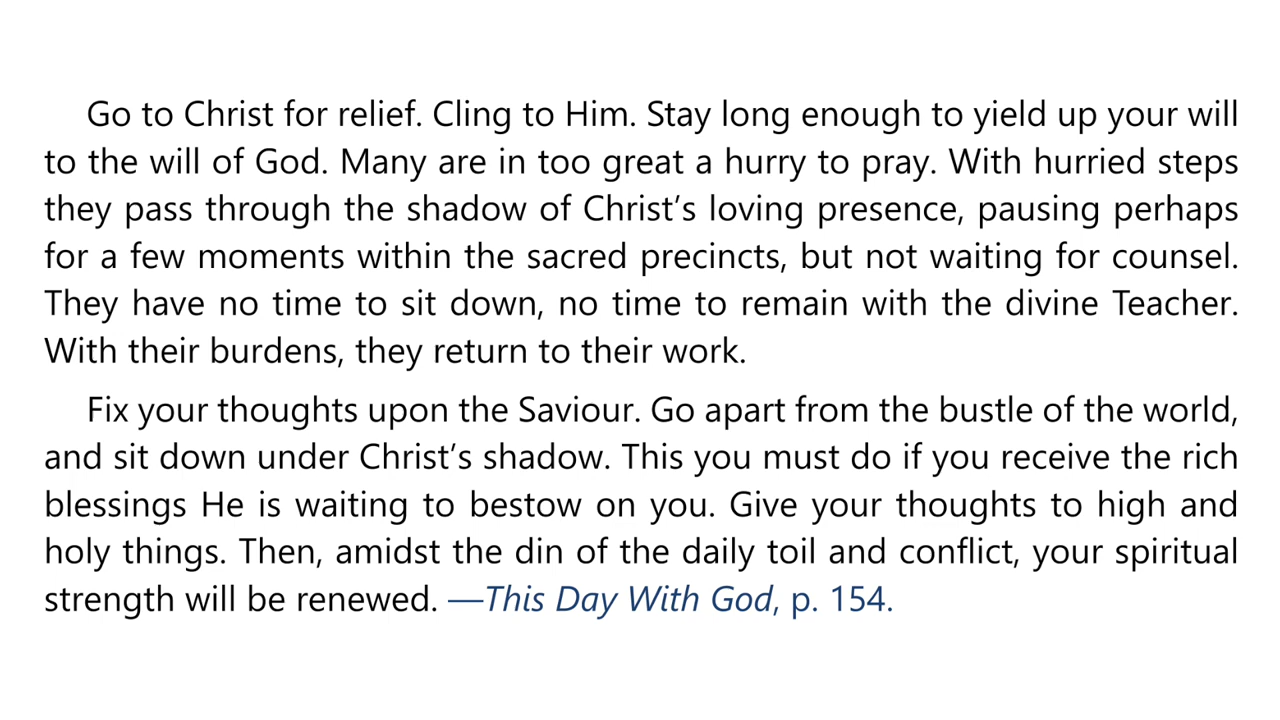 Go to Christ for relief. Cling to Him. Stay long enough to yield up your will
to the will of God. Many are in too great a hurry to pray. With hurried steps
they pass through the shadow of Christ’s loving presence, pausing perhaps
for a few moments within the sacred precincts, but not waiting for counsel.
They have no time to sit down, no time to remain with the divine Teacher.
With their burdens, they return to their work.
Fix your thoughts upon the Saviour. Go apart from the bustle of the world,
and sit down under Christ’s shadow. This you must do if you receive the rich
blessings He is waiting to bestow on you. Give your thoughts to high and
holy things. Then, amidst the din of the daily toil and conflict, your spiritual
strength will be renewed. —This Day With God, p. 154.